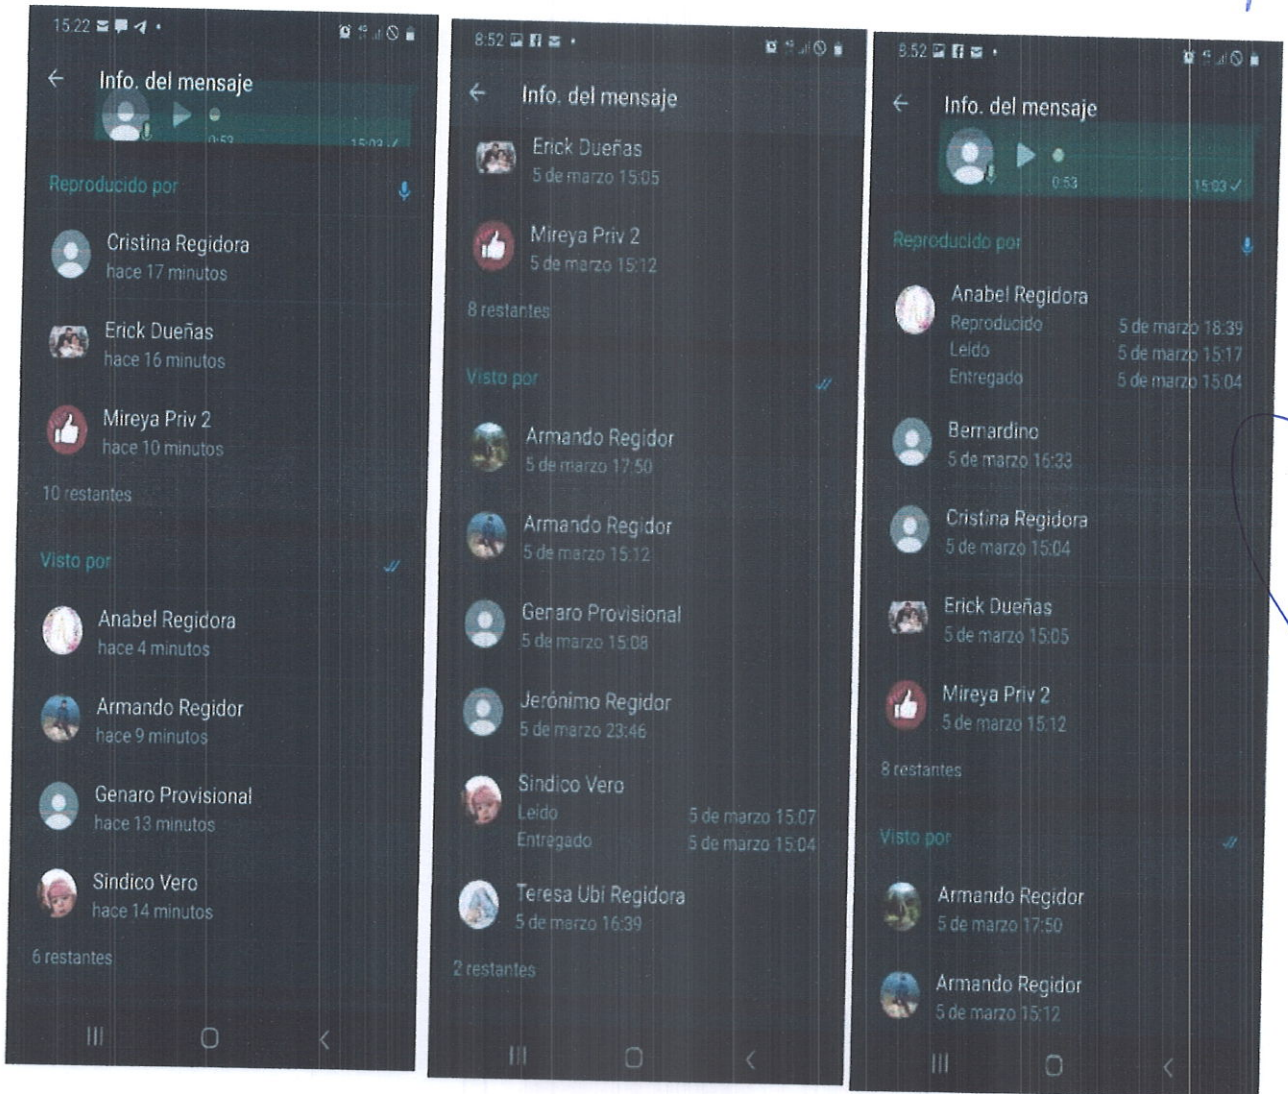 15:22
Info. del mensaje
0:53 15:03
Reproducido por
Cristina Regidora
hace 17 minutos
Erick Dueñas
hace 16 minutos
Mireya Priv 2
hace 10 minutos
10 restantes
Visto por
Anabel Regidora
hace 4 minutos
Armando Regidor
hace 9 minutos
Genaro Provisional
hace 13 minutos
Sindico Vero
hace 14 minutos
6 restantes
8:52
Info. del mensaje
Erick Dueñas
5 de marzo 15:05
Mireya Priv 2
5 de marzo 15:12
8 restantes
Visto por
Armando Regidor
5 de marzo 17:50
Armando Regidor
5 de marzo 15:12
Genaro Provisional
5 de marzo 15:08
Jerónimo Regidor
5 de marzo 23:46
Sindico Vero
Leído 5 de marzo 15:07
Entregado 5 de marzo 15:04
Teresa Ubi Regidora
5 de marzo 16:39
2 restantes
8:52
Info. del mensaje
0:53 15:03
Reproducido por
Anabel Regidora
Reproducido 5 de marzo 18:39
Leído 5 de marzo 15:17
Entregado 5 de marzo 15:04
Bernardino
5 de marzo 16:33
Cristina Regidora
5 de marzo 15:04
Erick Dueñas
5 de marzo 15:05
Mireya Priv 2
5 de marzo 15:12
8 restantes
Visto por
Armando Regidor
5 de marzo 17:50
Armando Regidor
5 de marzo 15:12